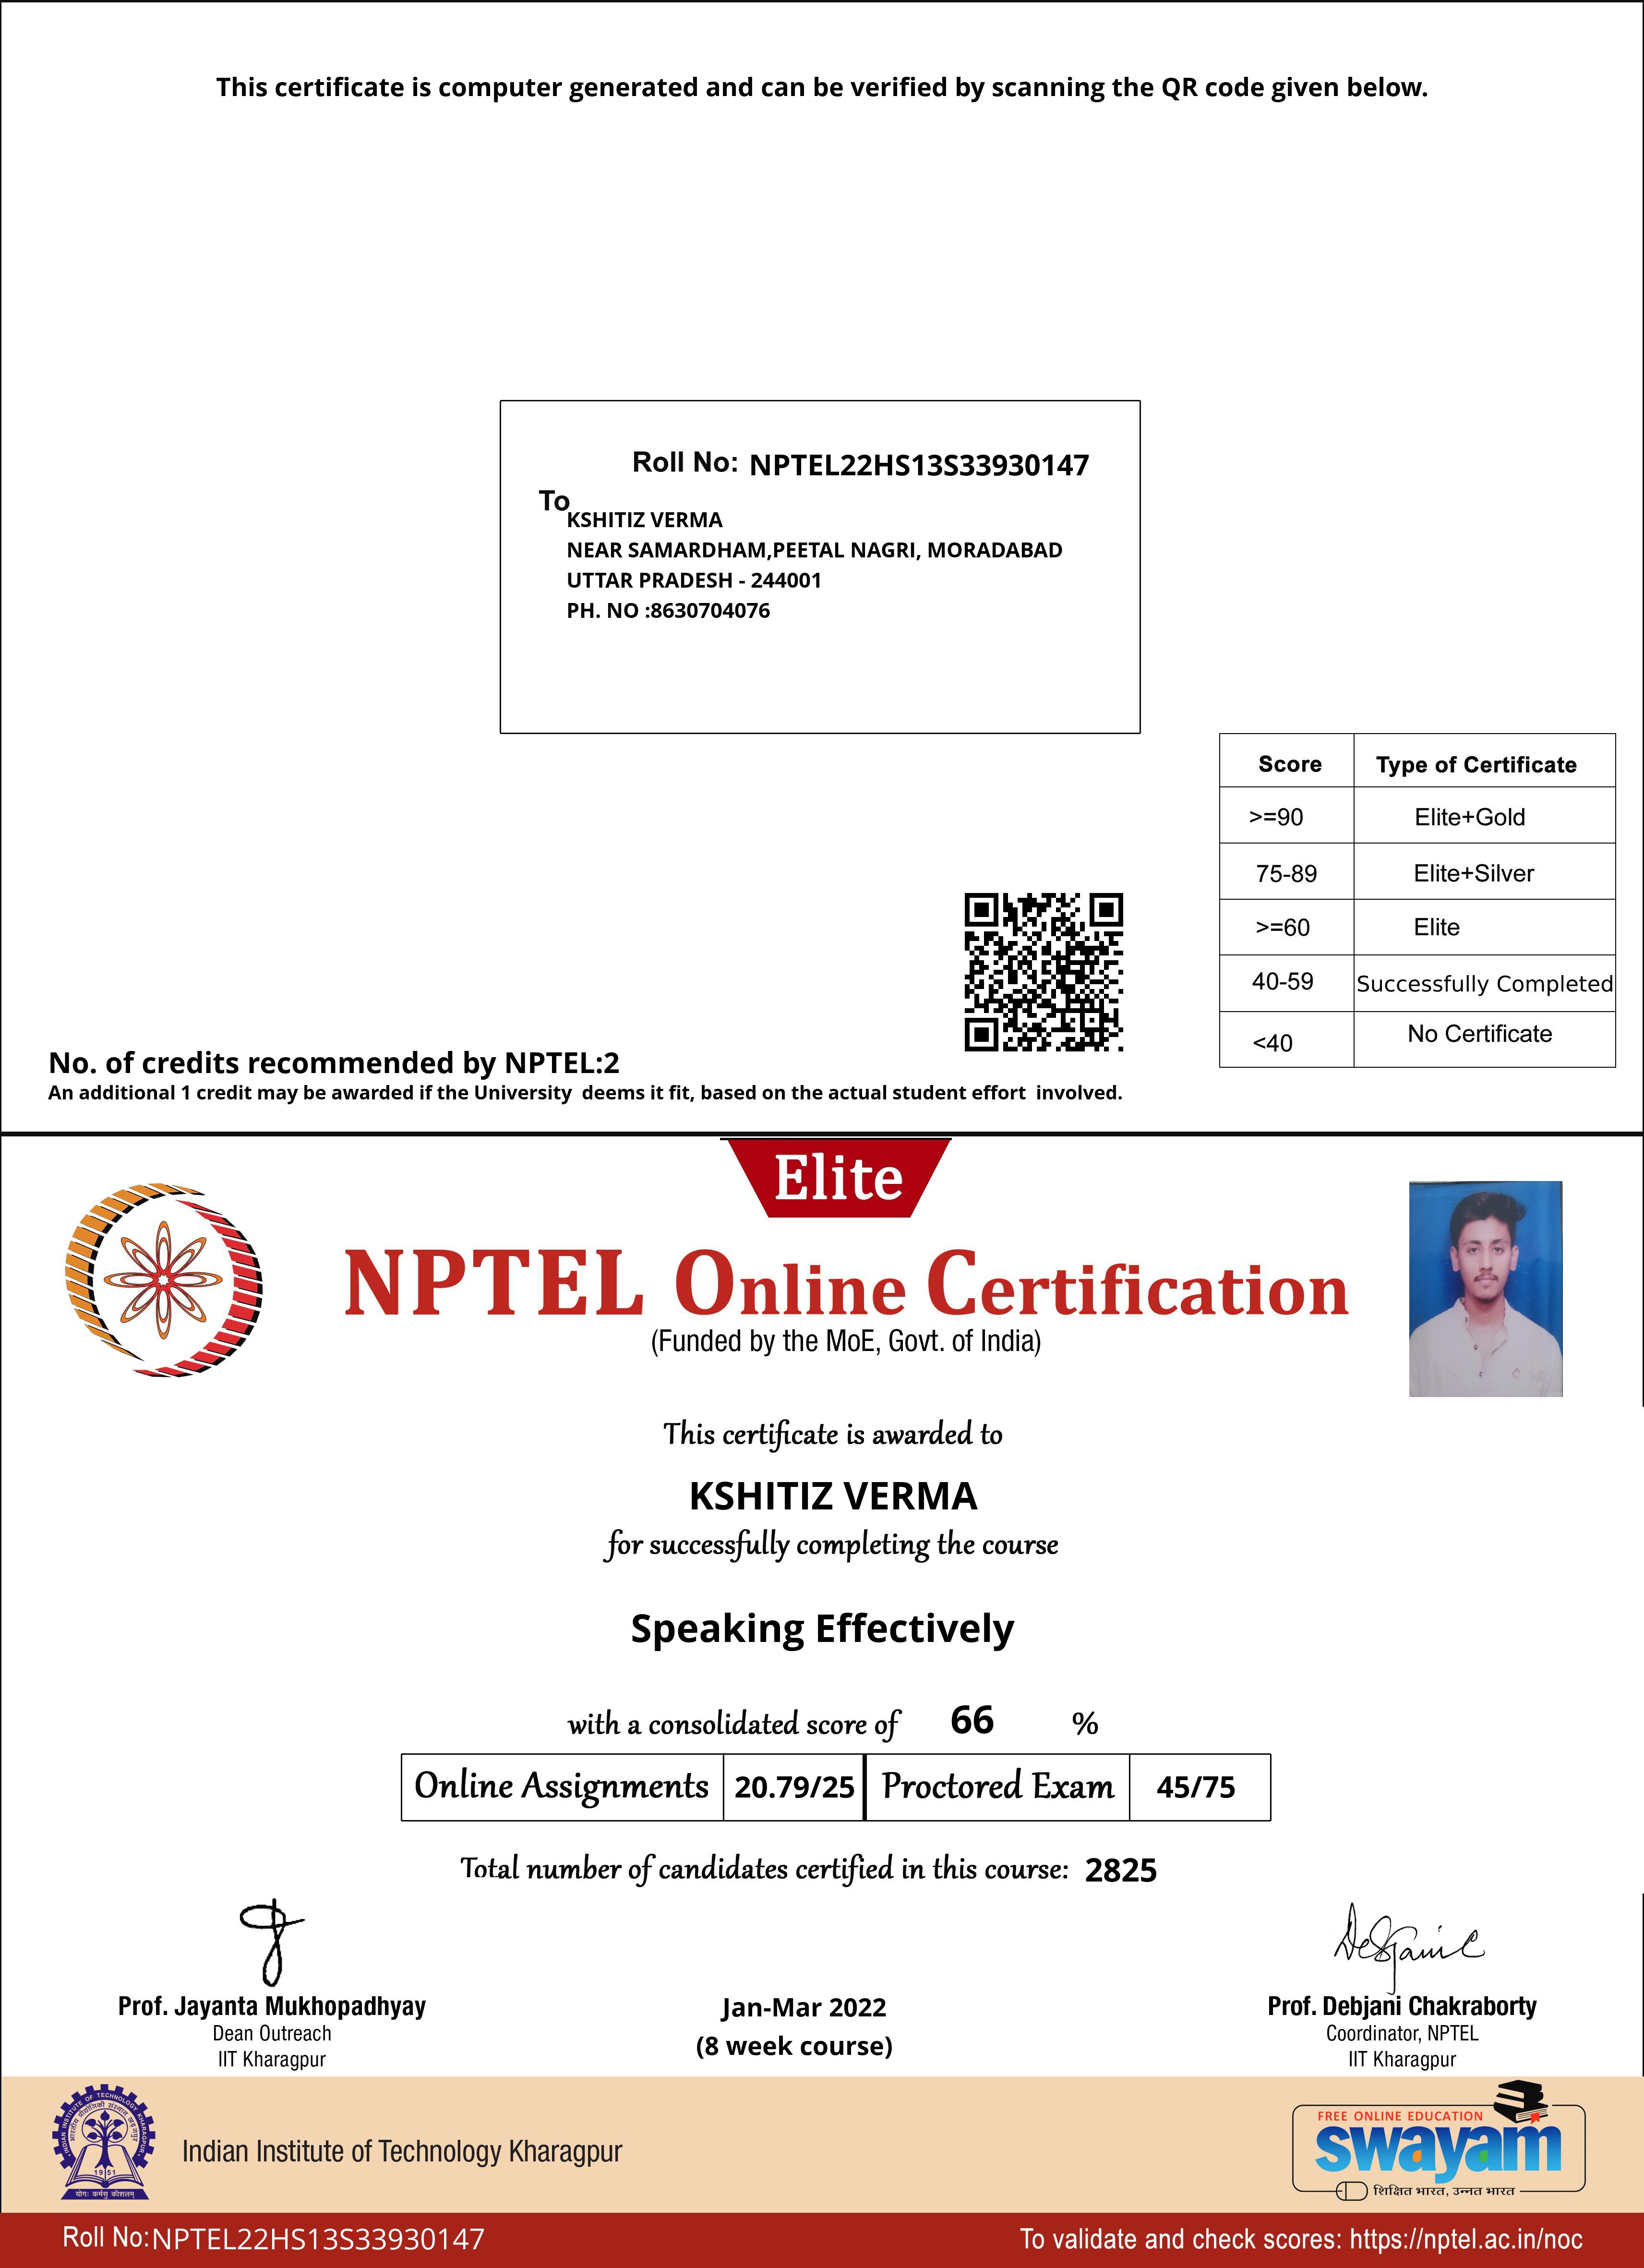 This certificate is computer generated and can be verified by scanning the QR code given below.
Roll No: NPTEL22HS13S33930147
To
KSHITIZ VERMA
NEAR SAMARDHAM,PEETAL NAGRI, MORADABAD
UTTAR PRADESH - 244001
PH. NO :8630704076
Score Type of Certificate
>=90 Elite+Gold
75-89 Elite+Silver
>=60 Elite
40-59 Successfully Completed
<40 No Certificate
No. of credits recommended by NPTEL:2
An additional 1 credit may be awarded if the University deems it fit, based on the actual student effort involved.
Elite
NPTEL Online Certification
(Funded by the MoE, Govt. of India)
This certificate is awarded to
KSHITIZ VERMA
for successfully completing the course
Speaking Effectively
with a consolidated score of 66 %
Online Assignments 20.79/25 Proctored Exam 45/75
Total number of candidates certified in this course: 2825
Prof. Jayanta Mukhopadhyay
Dean Outreach
IIT Kharagpur
Jan-Mar 2022
(8 week course)
Prof. Debjani Chakraborty
Coordinator, NPTEL
IIT Kharagpur
INDIAN INSTITUTE OF TECHNOLOGY KHARAGPUR
भारतीय प्रौद्योगिकी संस्थान खड़गपुर
1951
योगः कर्मसु कौशलम्
Indian Institute of Technology Kharagpur
FREE ONLINE EDUCATION
swayam
शिक्षित भारत, उन्नत भारत
Roll No:NPTEL22HS13S33930147
To validate and check scores: https://nptel.ac.in/noc